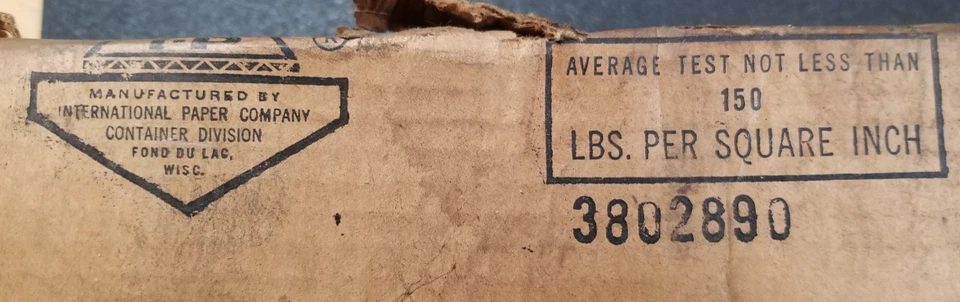 ®
MANUFACTURED BY
INTERNATIONAL PAPER COMPANY
CONTAINER DIVISION
FOND DU LAC,
WISC.
AVERAGE TEST NOT LESS THAN
150
LBS. PER SQUARE INCH
3802890